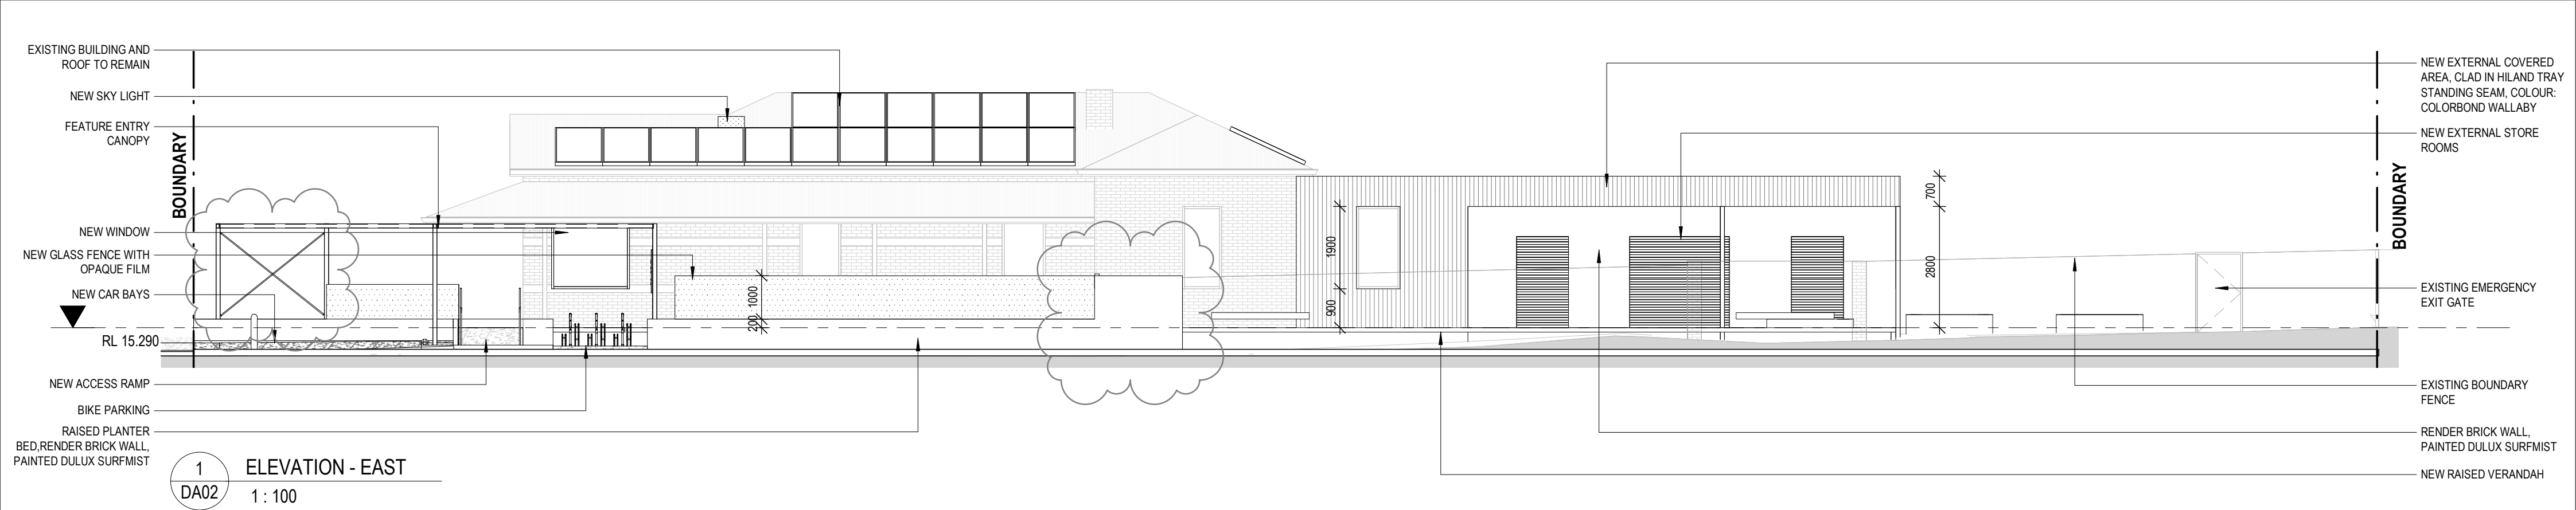 EXISTING BUILDING AND
ROOF TO REMAIN
NEW SKY LIGHT
FEATURE ENTRY
CANOPY
BOUNDARY
NEW WINDOW
NEW GLASS FENCE WITH
OPAQUE FILM
NEW CAR BAYS
RL 15.290
NEW ACCESS RAMP
BIKE PARKING
RAISED PLANTER
BED,RENDER BRICK WALL,
PAINTED DULUX SURFMIST
1000
200
1900
900
700
2800
BOUNDARY
NEW EXTERNAL COVERED
AREA, CLAD IN HILAND TRAY
STANDING SEAM, COLOUR:
COLORBOND WALLABY
NEW EXTERNAL STORE
ROOMS
EXISTING EMERGENCY
EXIT GATE
EXISTING BOUNDARY
FENCE
RENDER BRICK WALL,
PAINTED DULUX SURFMIST
NEW RAISED VERANDAH
1
DA02
ELEVATION - EAST
1 : 100